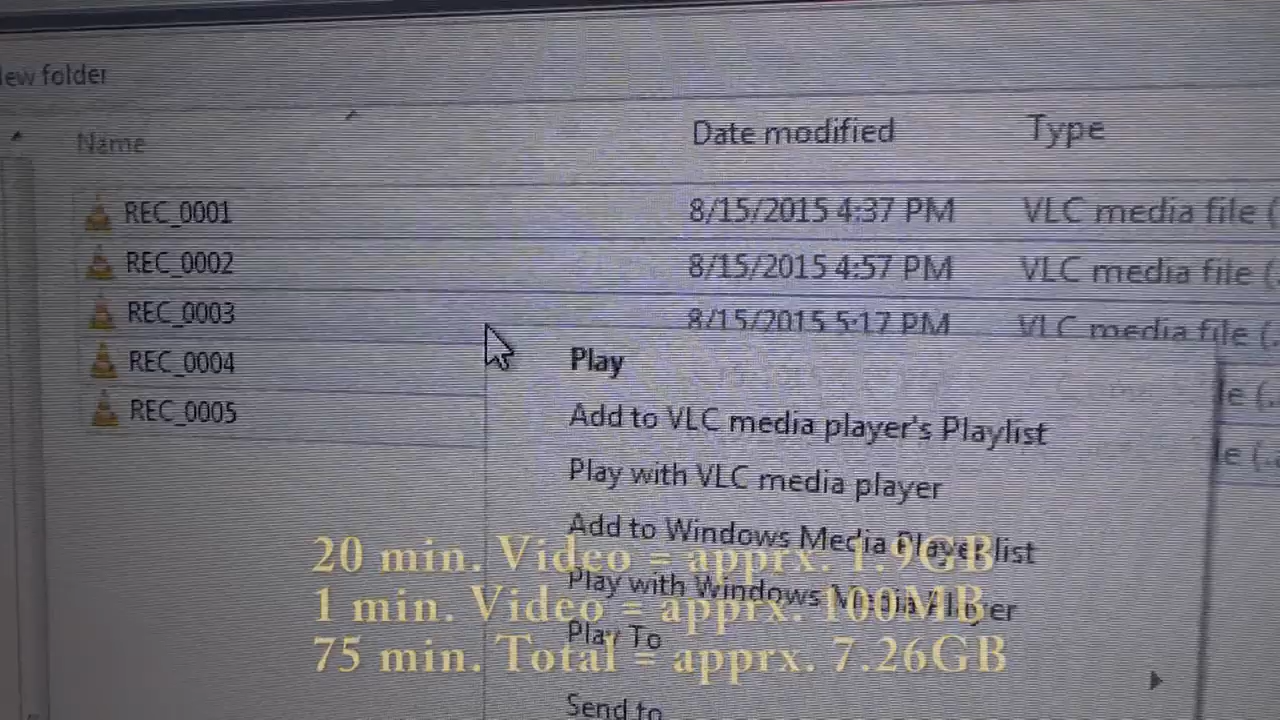 New folder
Name Date modified Type
REC_0001 8/15/2015 4:37 PM VLC media file (
REC_0002 8/15/2015 4:57 PM VLC media file (
REC_0003 8/15/2015 5:17 PM VLC media file (.
REC_0004 le (.
REC_0005 le (.
Play
Add to VLC media player's Playlist
Play with VLC media player
Add to Windows Media Player list
Play with Windows Media Player
Play To
Send to
20 min. Video = apprx. 1.9GB
1 min. Video = apprx. 100MB
75 min. Total = apprx. 7.26GB